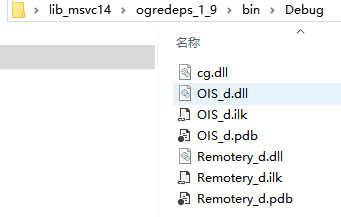 lib_msvc14 > ogredeps_1_9 > bin > Debug
名称
cg.dll
OIS_d.dll
OIS_d.ilk
OIS_d.pdb
Remotery_d.dll
Remotery_d.ilk
Remotery_d.pdb